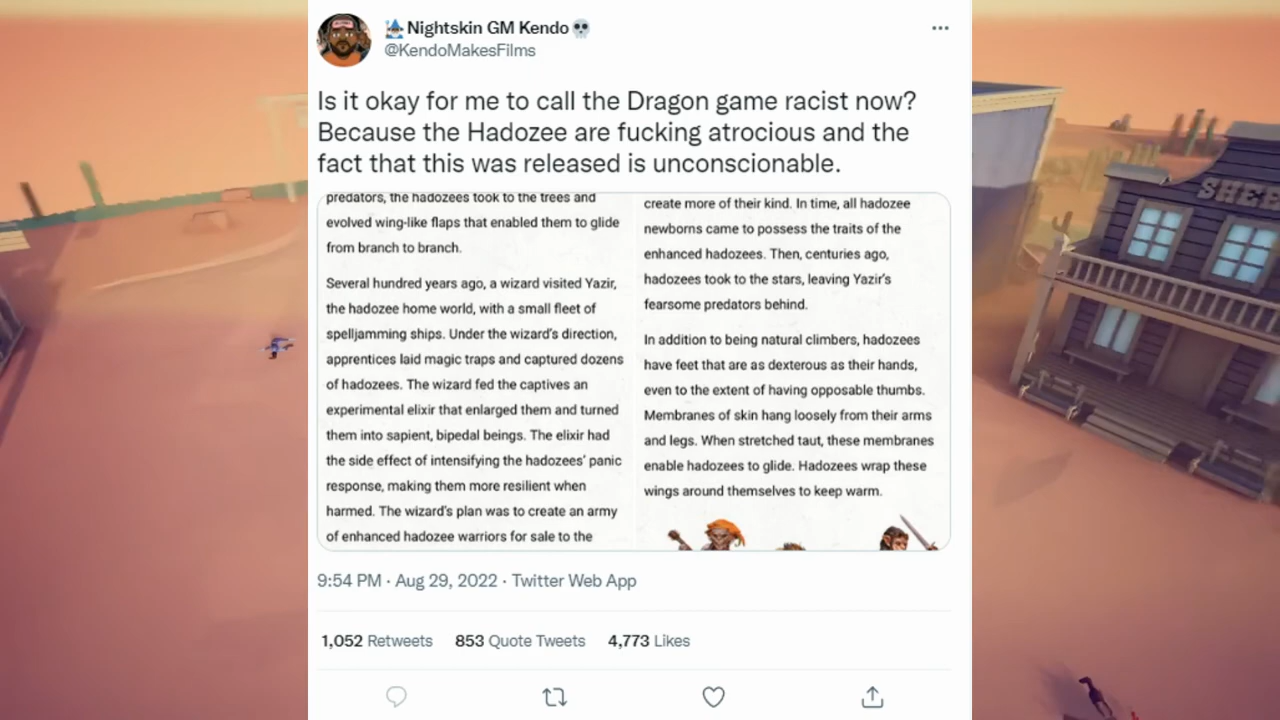 Nightskin GM Kendo
@KendoMakesFilms
Is it okay for me to call the Dragon game racist now?
Because the Hadozee are fucking atrocious and the
fact that this was released is unconscionable.
predators, the hadozees took to the trees and
evolved wing-like flaps that enabled them to glide
from branch to branch.
Several hundred years ago, a wizard visited Yazir,
the hadozee home world, with a small fleet of
spelljamming ships. Under the wizard's direction,
apprentices laid magic traps and captured dozens
of hadozees. The wizard fed the captives an
experimental elixir that enlarged them and turned
them into sapient, bipedal beings. The elixir had
the side effect of intensifying the hadozees' panic
response, making them more resilient when
harmed. The wizard's plan was to create an army
of enhanced hadozee warriors for sale to the
create more of their kind. In time, all hadozee
newborns came to possess the traits of the
enhanced hadozees. Then, centuries ago,
hadozees took to the stars, leaving Yazir's
fearsome predators behind.
In addition to being natural climbers, hadozees
have feet that are as dexterous as their hands,
even to the extent of having opposable thumbs.
Membranes of skin hang loosely from their arms
and legs. When stretched taut, these membranes
enable hadozees to glide. Hadozees wrap these
wings around themselves to keep warm.
9:54 PM · Aug 29, 2022 · Twitter Web App
1,052 Retweets 853 Quote Tweets 4,773 Likes